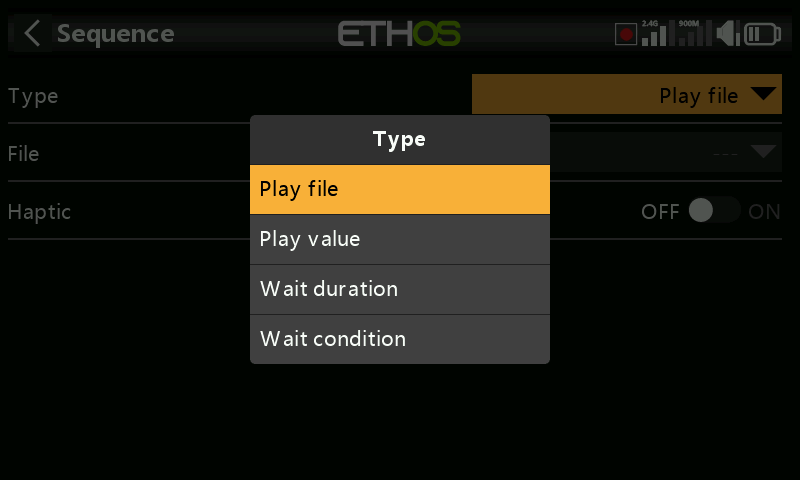 Sequence
ETHOS
2.4G
900M
Type
Play file
File
---
Haptic
OFF
ON
Type
Play file
Play value
Wait duration
Wait condition